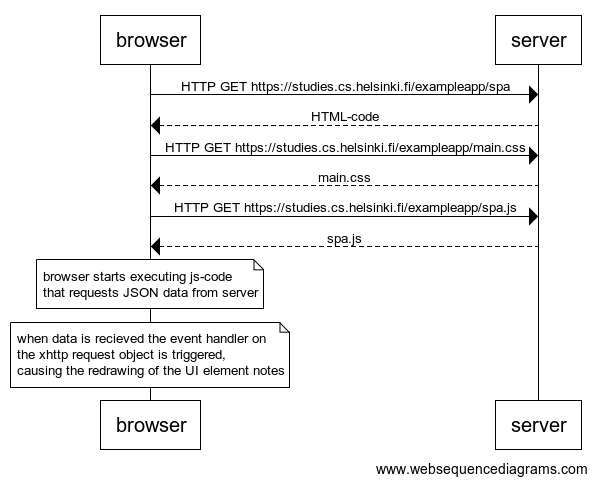 browser
server
HTTP GET https://studies.cs.helsinki.fi/exampleapp/spa
HTML-code
HTTP GET https://studies.cs.helsinki.fi/exampleapp/main.css
main.css
HTTP GET https://studies.cs.helsinki.fi/exampleapp/spa.js
spa.js
browser starts executing js-code
that requests JSON data from server
when data is recieved the event handler on
the xhttp request object is triggered,
causing the redrawing of the UI element notes
browser
server
www.websequencediagrams.com